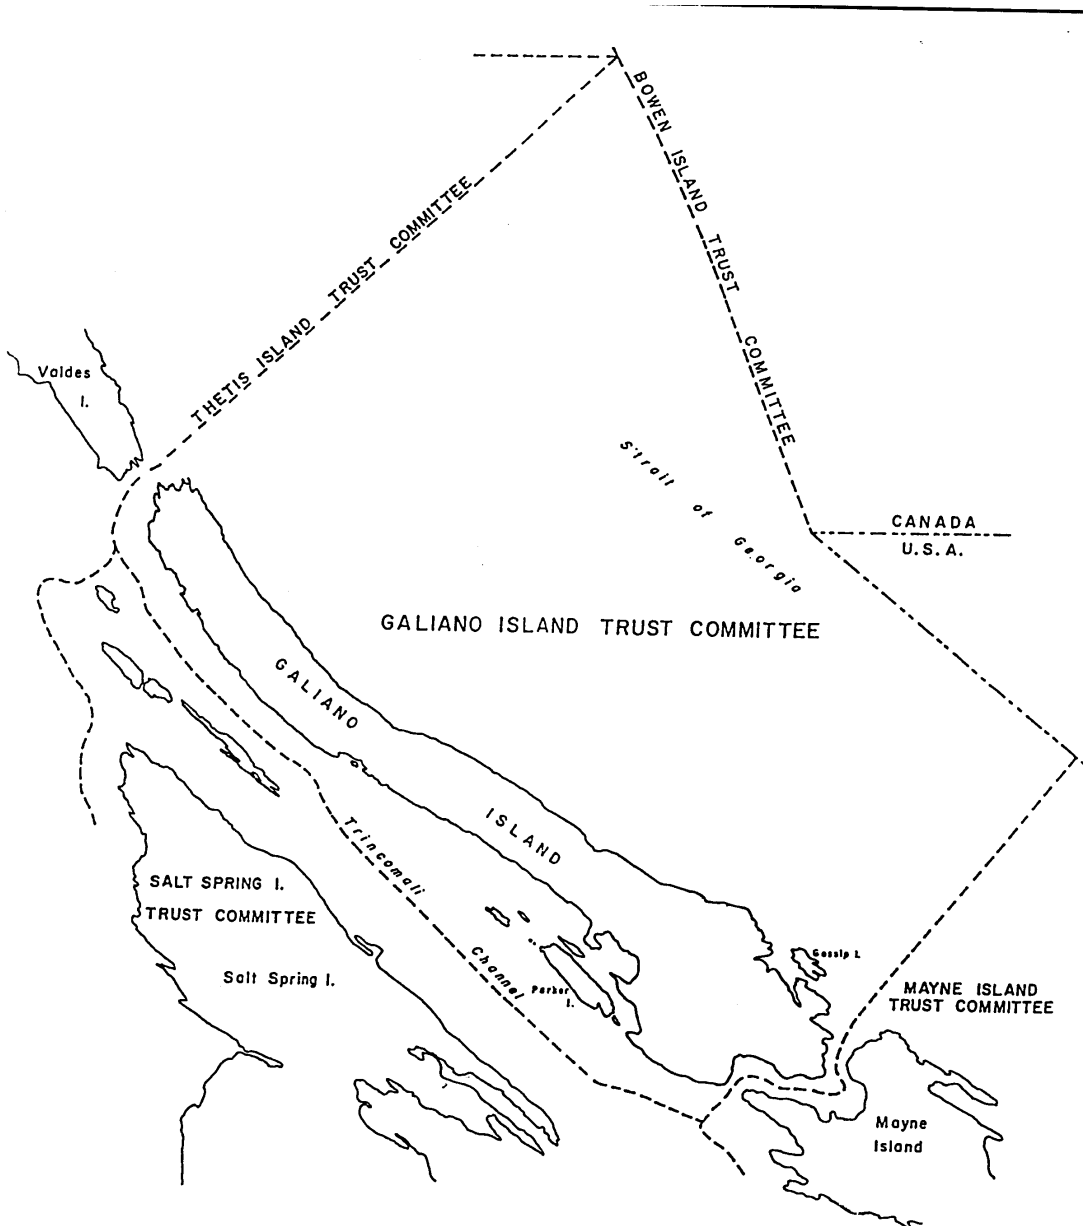 BOWEN ISLAND TRUST COMMITTEE
THETIS ISLAND TRUST COMMITTEE
Valdes
I.
Strait of Georgia
CANADA
U.S.A.
GALIANO ISLAND TRUST COMMITTEE
GALIANO ISLAND
Trincomali Channel
SALT SPRING I.
TRUST COMMITTEE
Salt Spring I.
Parker
I.
Gossip I.
MAYNE ISLAND
TRUST COMMITTEE
Mayne
Island